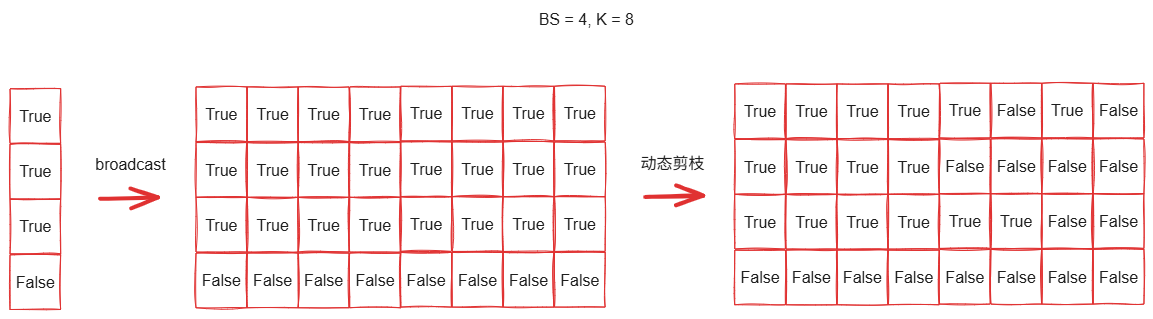 BS = 4, K = 8
True
True
True
False
broadcast
True True True True True True True True
True True True True True True True True
True True True True True True True True
False False False False False False False False
动态剪枝
True True True True True False True False
True True True True False False False False
True True True True True True False False
False False False False False False False False